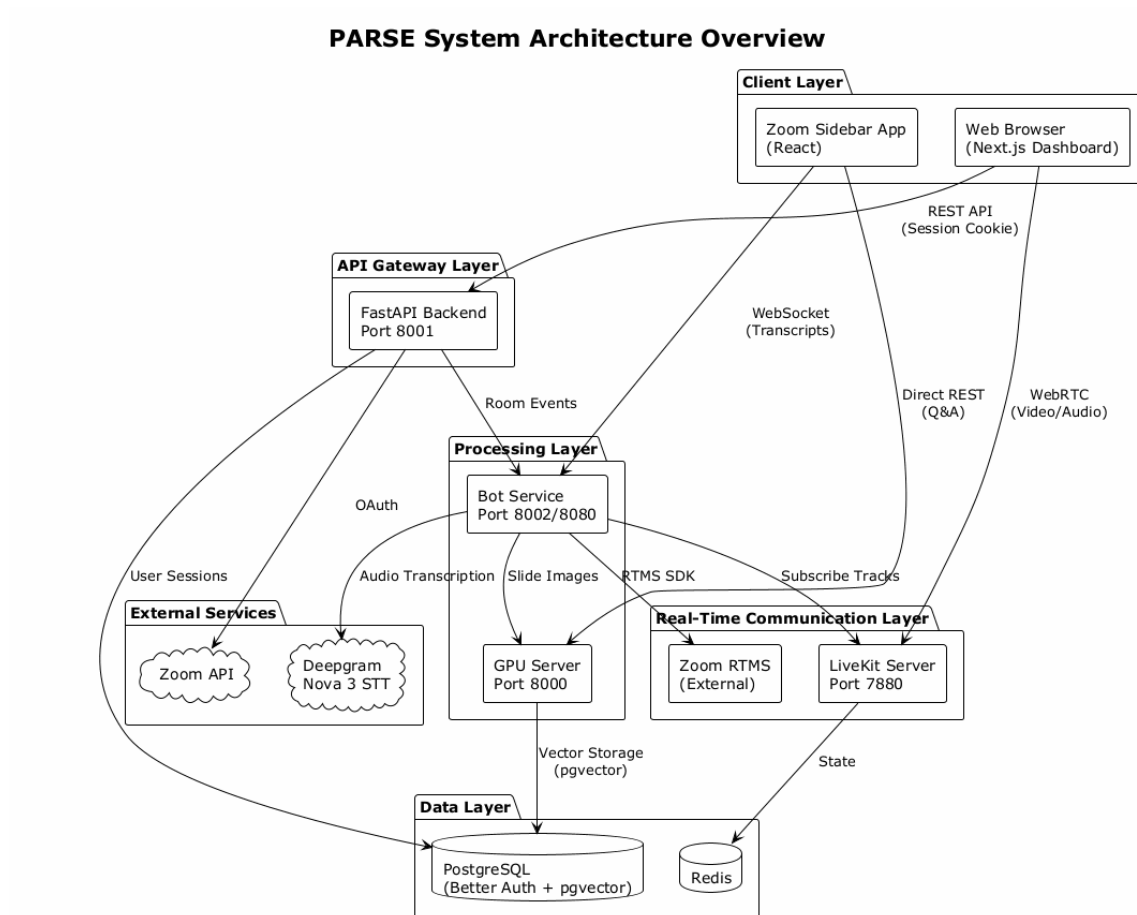 PARSE System Architecture Overview
Client Layer
Zoom Sidebar App
(React)
Web Browser
(Next.js Dashboard)
REST API
(Session Cookie)
API Gateway Layer
FastAPI Backend
Port 8001
WebSocket
(Transcripts)
Direct REST
(Q&A)
WebRTC
(Video/Audio)
Room Events
Processing Layer
Bot Service
Port 8002/8080
OAuth
User Sessions
Audio Transcription
Slide Images
RTMS SDK
Subscribe Tracks
External Services
Zoom API
Deepgram
Nova 3 STT
GPU Server
Port 8000
Real-Time Communication Layer
Zoom RTMS
(External)
LiveKit Server
Port 7880
Vector Storage
(pgvector)
State
Data Layer
PostgreSQL
(Better Auth + pgvector)
Redis